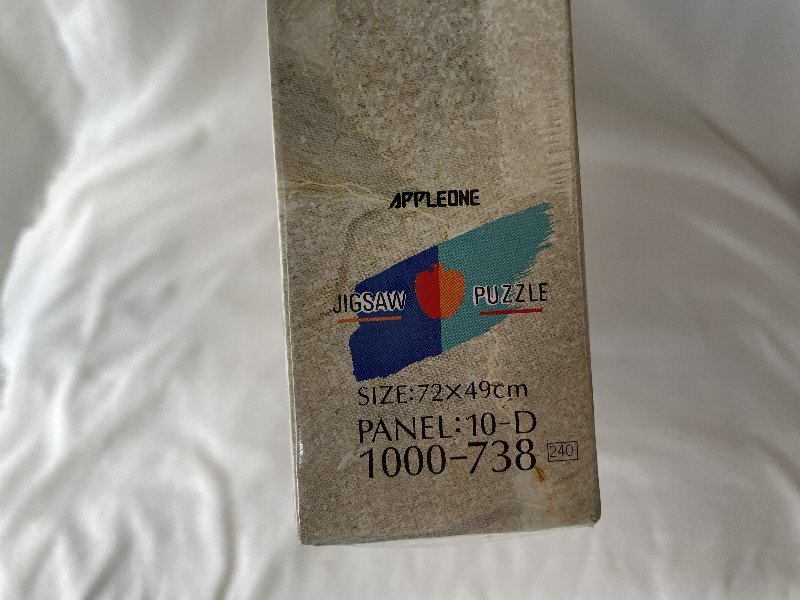 APPLEONE
JIGSAW PUZZLE
SIZE:72×49cm
PANEL:10-D
1000-738 240